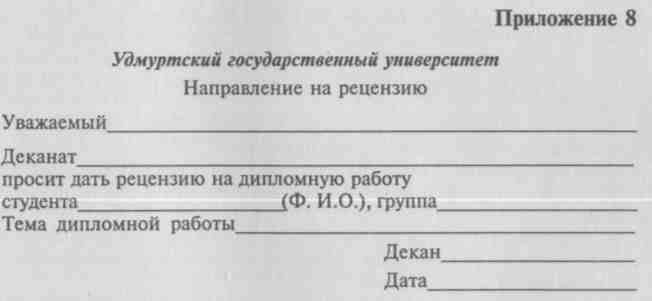 Приложение 8
Удмуртский государственный университет
Направление на рецензию
Уважаемый
Деканат
просит дать рецензию на дипломную работу
студента (Ф. И.О.), группа
Тема дипломной работы
Декан
Дата